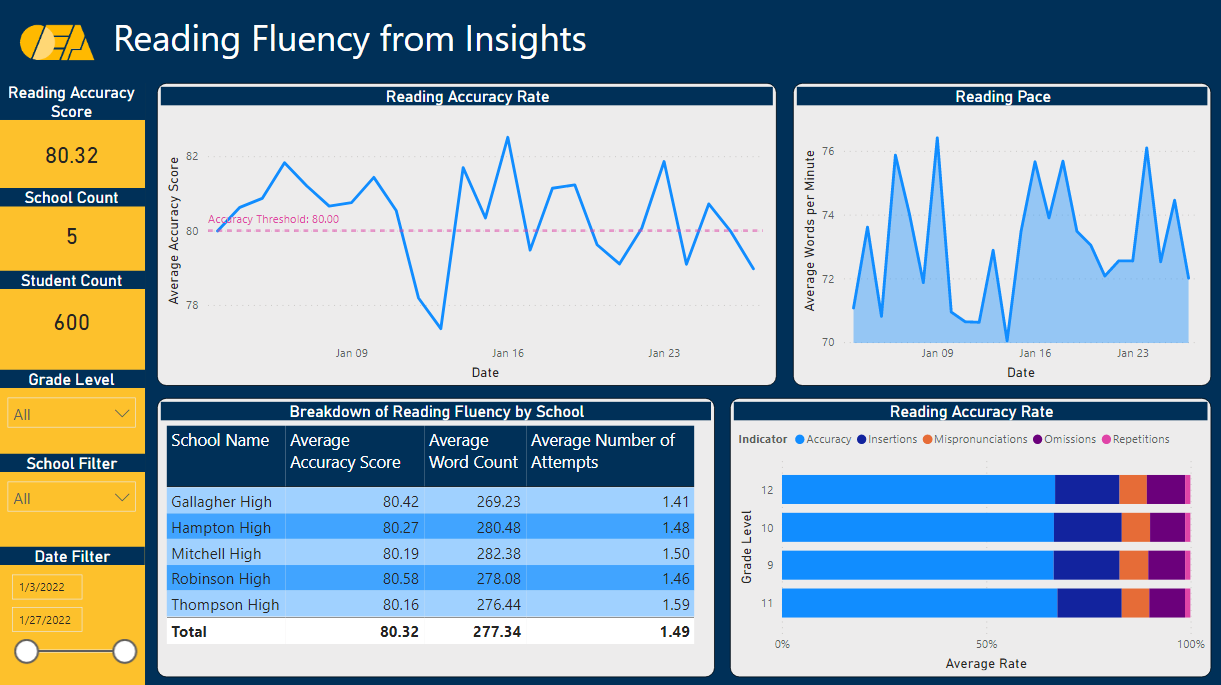 OEA Reading Fluency from Insights
Reading Accuracy
Score
80.32
School Count
5
Student Count
600
Grade Level
All
School Filter
All
Date Filter
1/3/2022
1/27/2022
Reading Accuracy Rate
Average Accuracy Score
82
80
78
Accuracy Threshold: 80.00
Jan 09 Jan 16 Jan 23
Date
Reading Pace
Average Words per Minute
76
74
72
70
Jan 09 Jan 16 Jan 23
Date
Breakdown of Reading Fluency by School
School Name Average Accuracy Score Average Word Count Average Number of Attempts
Gallagher High 80.42 269.23 1.41
Hampton High 80.27 280.48 1.48
Mitchell High 80.19 282.38 1.50
Robinson High 80.58 278.08 1.46
Thompson High 80.16 276.44 1.59
Total 80.32 277.34 1.49
Reading Accuracy Rate
Indicator Accuracy Insertions Mispronunciations Omissions Repetitions
Grade Level
12
10
9
11
0% 50% 100%
Average Rate